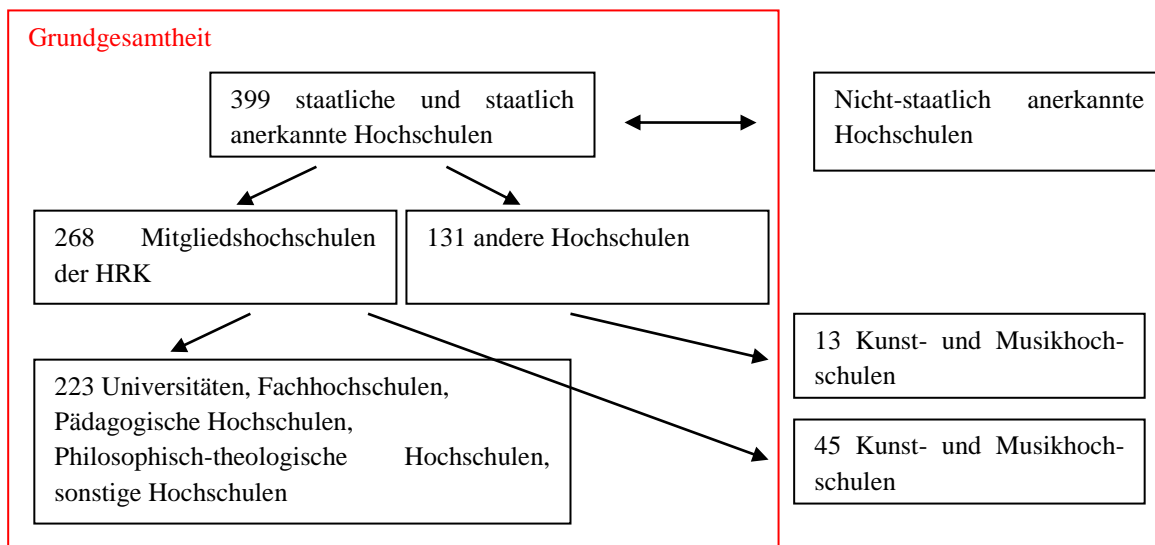 Grundgesamtheit
399 staatliche und staatlich
anerkannte Hochschulen
Nicht-staatlich anerkannte
Hochschulen
268 Mitgliedshochschulen
der HRK
131 andere Hochschulen
13 Kunst- und Musikhoch-
schulen
223 Universitäten, Fachhochschulen,
Pädagogische Hochschulen,
Philosophisch-theologische Hochschulen,
sonstige Hochschulen
45 Kunst- und Musikhoch-
schulen